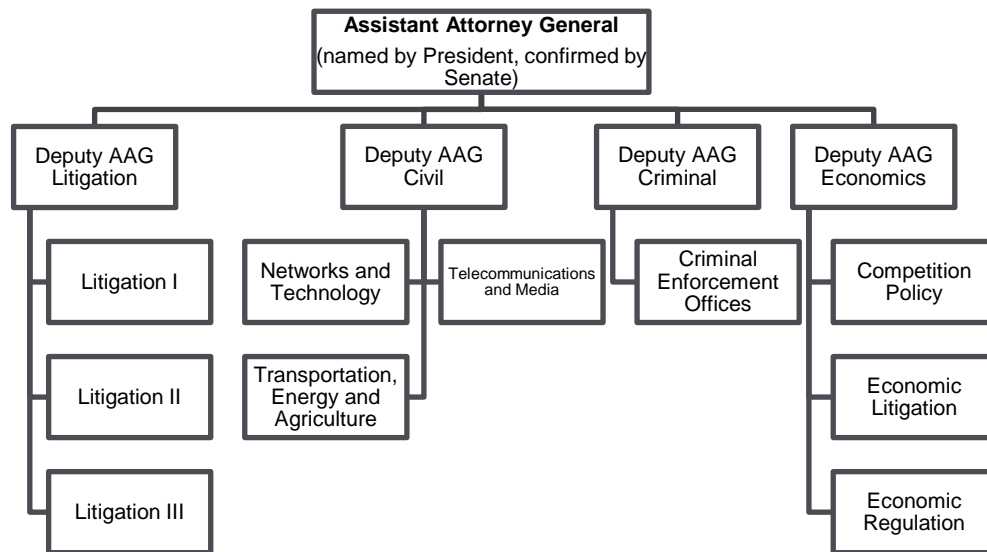 Assistant Attorney General
(named by President, confirmed by
Senate)
Deputy AAG
Litigation
Deputy AAG
Civil
Deputy AAG
Criminal
Deputy AAG
Economics
Litigation I
Networks and
Technology
Telecommunications
and Media
Criminal
Enforcement
Offices
Competition
Policy
Litigation II
Transportation,
Energy and
Agriculture
Economic
Litigation
Litigation III
Economic
Regulation